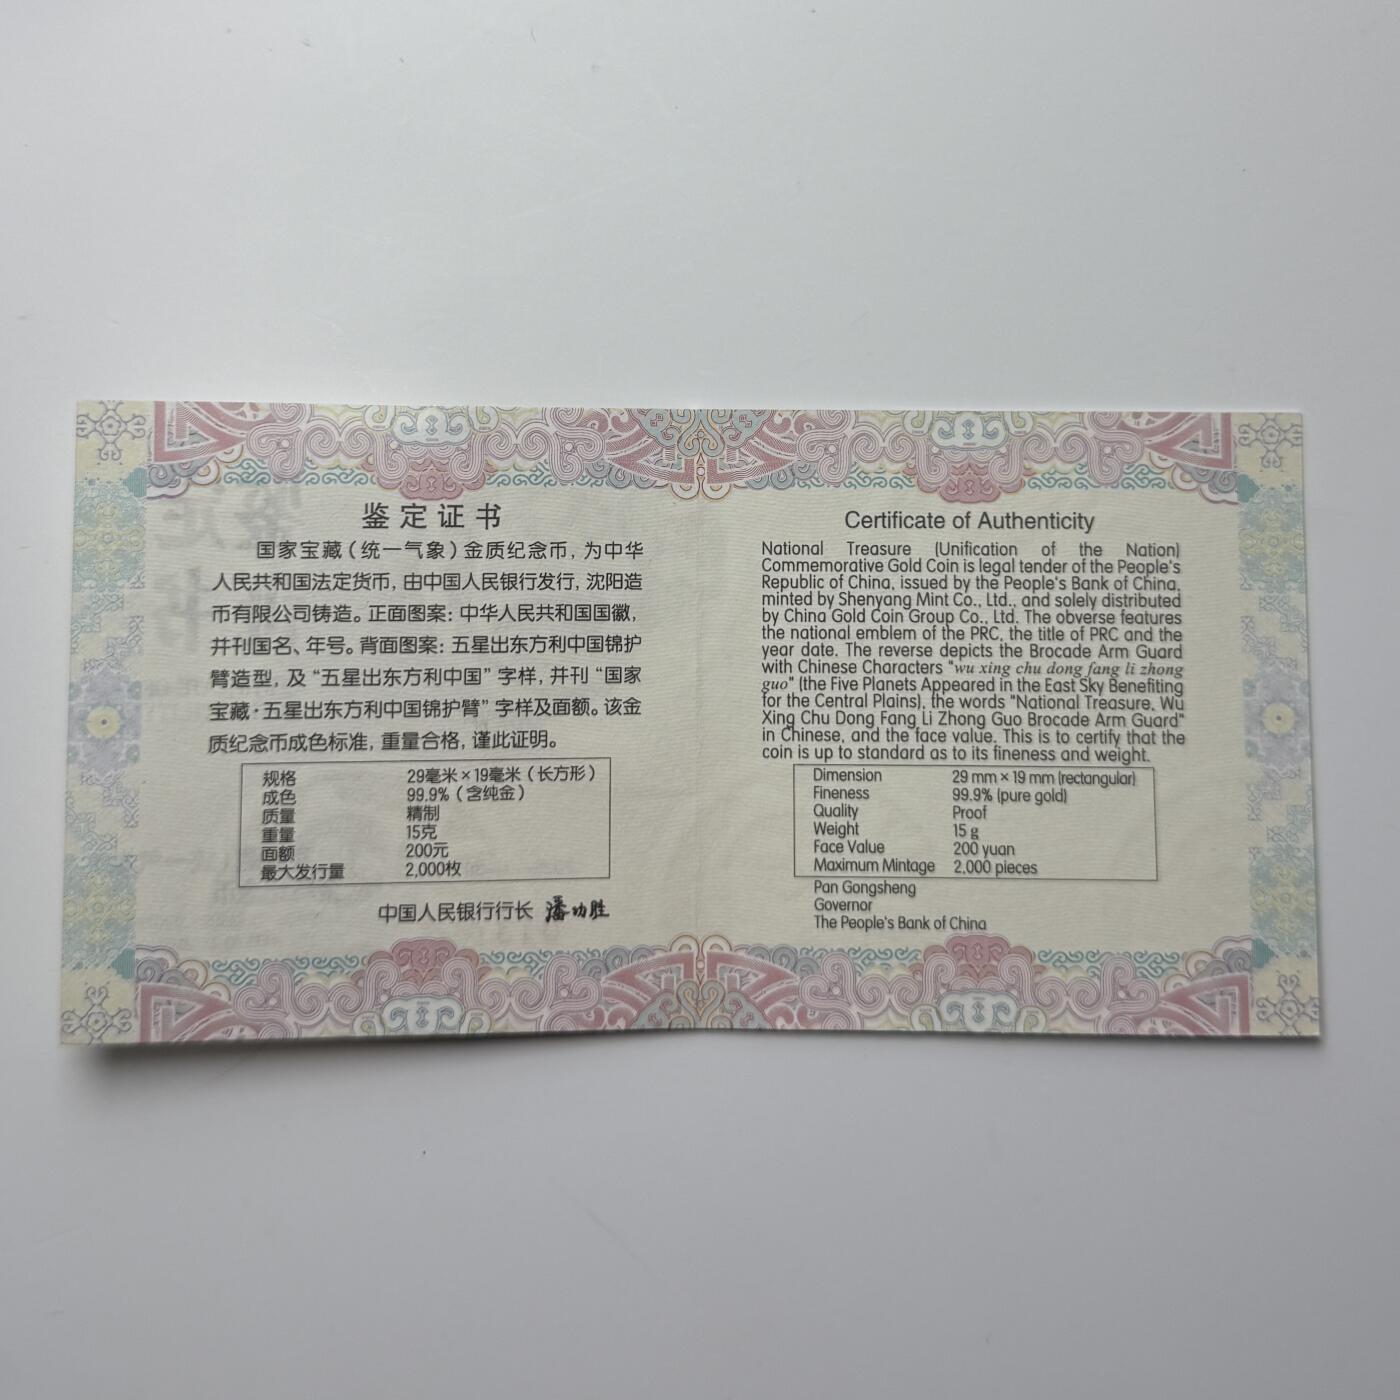 鉴定证书
国家宝藏（统一气象）金质纪念币，为中华
人民共和国法定货币，由中国人民银行发行，沈阳造
币有限公司铸造。正面图案：中华人民共和国国徽，
并刊国名、年号。背面图案：五星出东方利中国锦护
臂造型，及“五星出东方利中国”字样，并刊“国家
宝藏·五星出东方利中国锦护臂”字样及面额。该金
质纪念币成色标准，重量合格，谨此证明。
规格 29毫米×19毫米（长方形）
成色 99.9%（含纯金）
质量 精制
重量 15克
面额 200元
最大发行量 2,000枚
中国人民银行行长 潘功胜
Certificate of Authenticity
National Treasure (Unification of the Nation)
Commemorative Gold Coin is legal tender of the People's
Republic of China, issued by the People's Bank of China,
minted by Shenyang Mint Co., Ltd., and solely distributed
by China Gold Coin Group Co., Ltd. The obverse features
the national emblem of the PRC, the title of PRC and the
year date. The reverse depicts the Brocade Arm Guard
with Chinese Characters "wu xing chu dong fang li zhong
guo" (the Five Planets Appeared in the East Sky Benefiting
for the Central Plains), the words "National Treasure, Wu
Xing Chu Dong Fang Li Zhong Guo Brocade Arm Guard"
in Chinese, and the face value. This is to certify that the
coin is up to standard as to its fineness and weight.
Dimension 29 mm × 19 mm (rectangular)
Fineness 99.9% (pure gold)
Quality Proof
Weight 15 g
Face Value 200 yuan
Maximum Mintage 2,000 pieces
Pan Gongsheng
Governor
The People's Bank of China